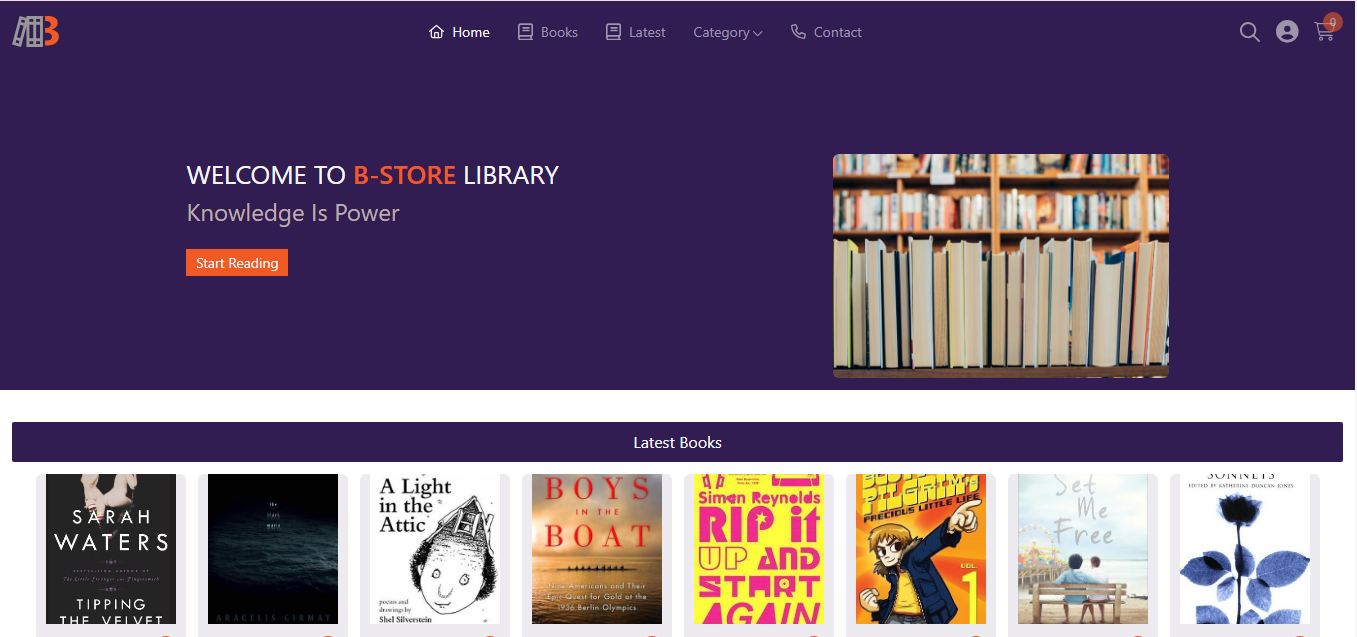 B
Home
Books
Latest
Category
Contact
0
WELCOME TO B-STORE LIBRARY
Knowledge Is Power
Start Reading
Latest Books
SARAH
WATERS
TIPPING
THE VELVET
ARACELIS GIRMAY
A Light
in the
Attic
poems and
drawings by
Shel Silverstein
BOYS
IN THE
BOAT
Nine Americans and Their
Epic Quest for Gold at the
1936 Berlin Olympics
Simon Reynolds
RIP it
UP AND
START
AGAIN
PILGRIM'S
PRECIOUS LITTLE LIFE
VOL.
1
Set
Me
Free
SONNETS
EDITED BY KATHERINE DUNCAN-JONES